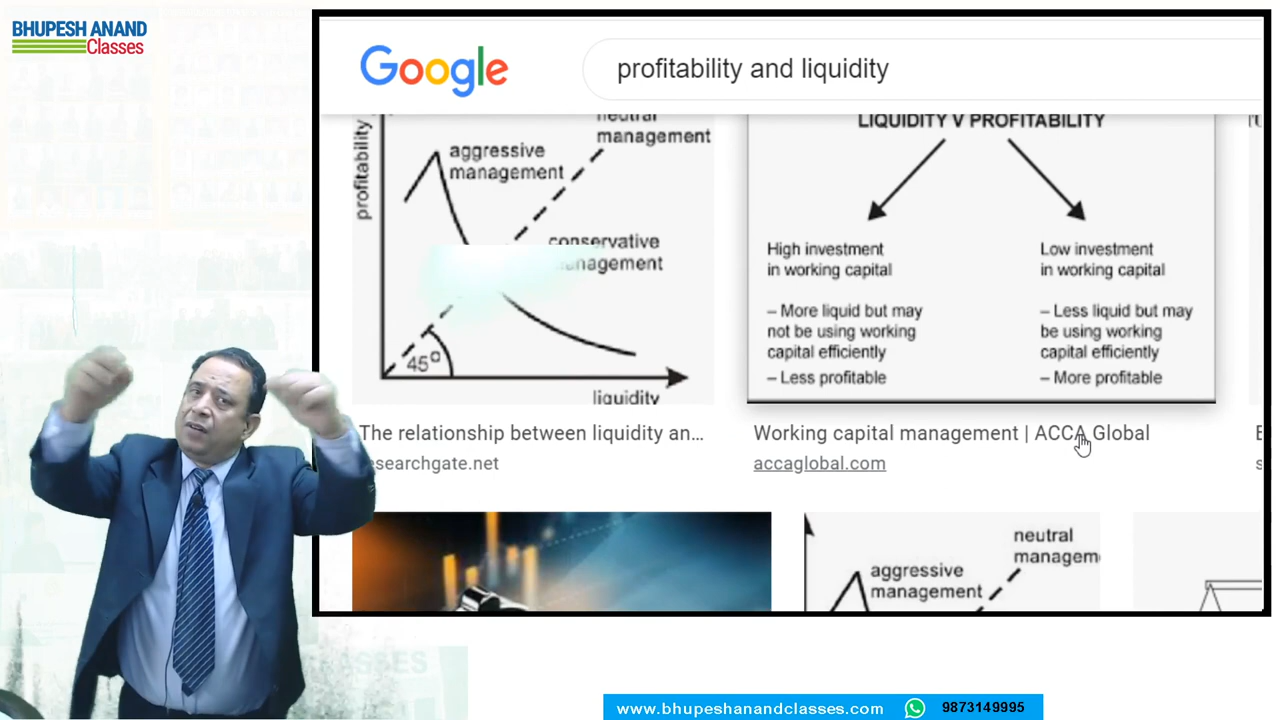 BHUPESH ANAND
Classes
Google
profitability and liquidity
profitability
aggressive
management
neutral
management
conservative
45°
liquidity
The relationship between liquidity an...
searchgate.net
LIQUIDITY V PROFITABILITY
High investment
in working capital
– More liquid but may
not be using working
capital efficiently
– Less profitable
Low investment
in working capital
– Less liquid but may
be using working
capital efficiently
– More profitable
Working capital management | ACCA Global
accaglobal.com
aggressive
management
neutral
managem
www.bhupeshanandclasses.com
9873149995